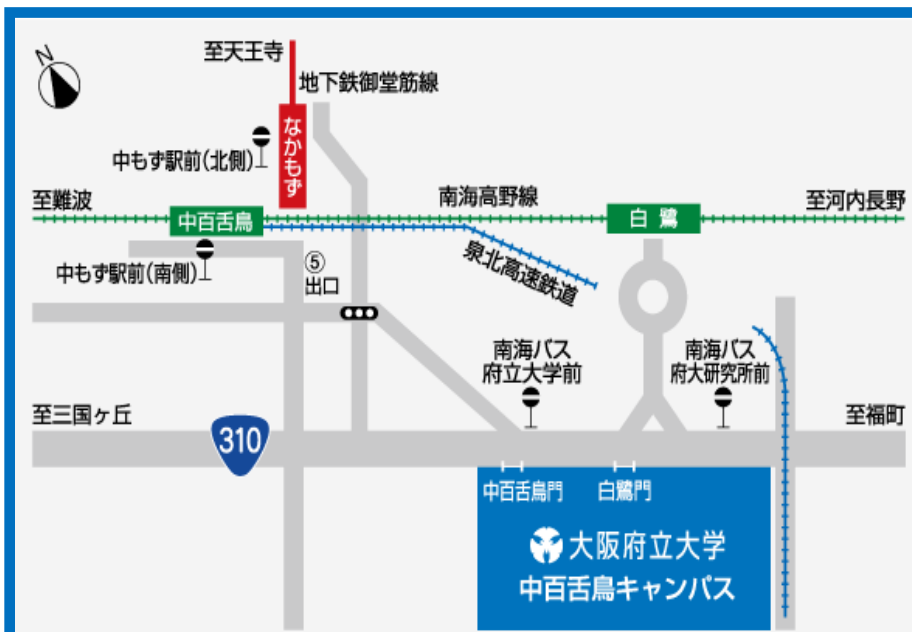 N
至天王寺
地下鉄御堂筋線
なかもず
中もず駅前(北側)
至難波
南海高野線
至河内長野
中百舌鳥
白鷺
中もず駅前(南側)
⑤
出口
泉北高速鉄道
南海バス
府立大学前
南海バス
府大研究所前
至三国ヶ丘
310
至福町
中百舌鳥門
白鷺門
大阪府立大学
中百舌鳥キャンパス